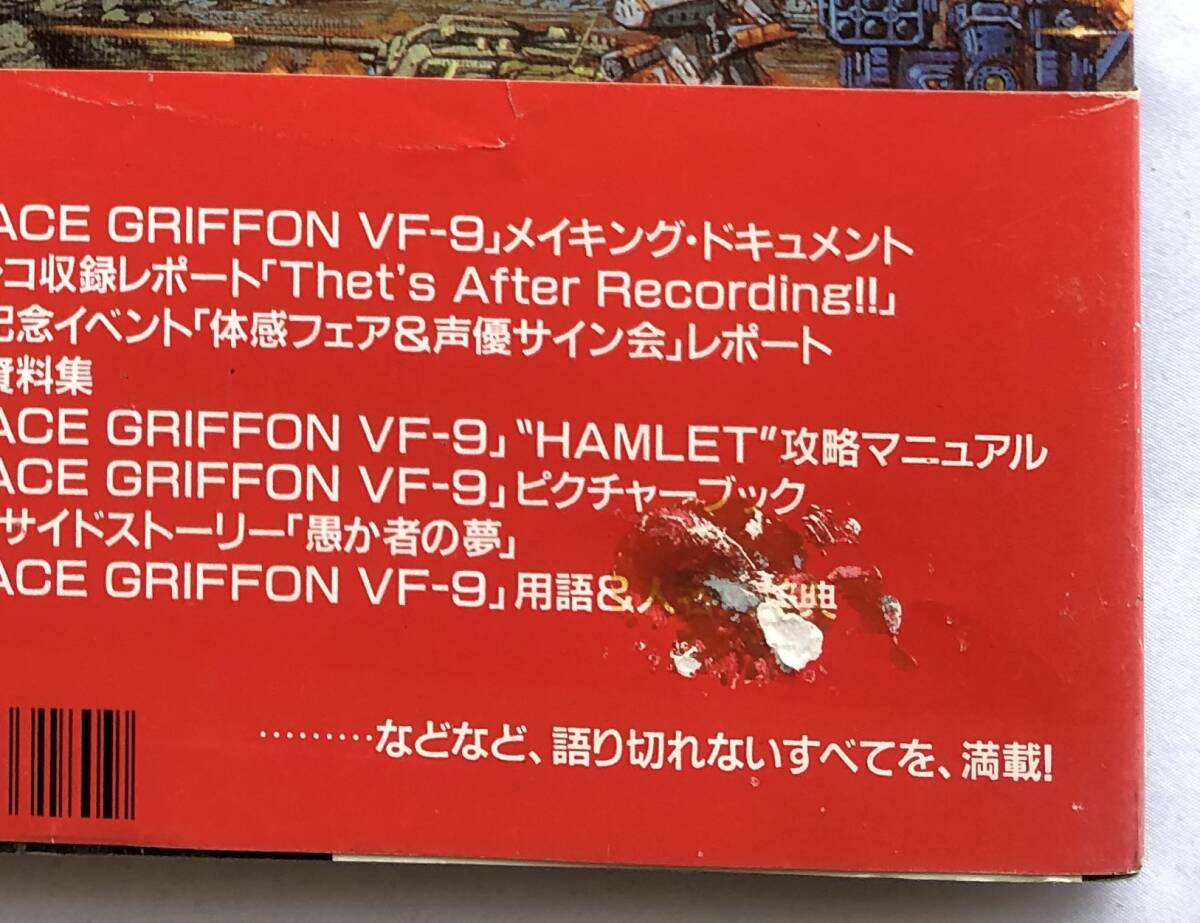 ACE GRIFFON VF-9」メイキング・ドキュメント
レコ収録レポート「Thet's After Recording!!」
記念イベント「体感フェア&声優サイン会」レポート
資料集
ACE GRIFFON VF-9」"HAMLET"攻略マニュアル
ACE GRIFFON VF-9」ピクチャーブック
サイドストーリー「愚か者の夢」
ACE GRIFFON VF-9」用語&人 典
………などなど、語り切れないすべてを、満載!